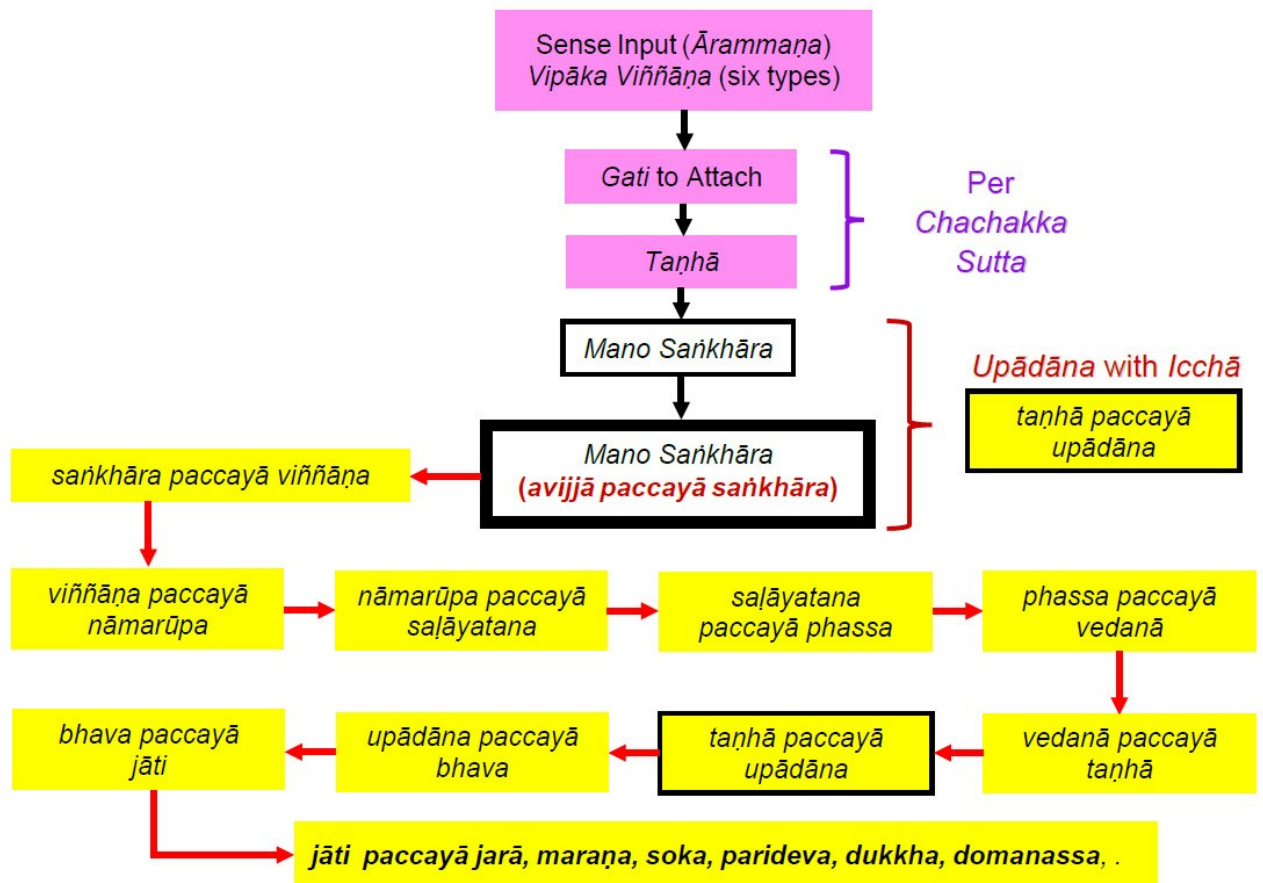 Sense Input (Ārammaṇa)
Vipāka Viññāṇa (six types)
Gati to Attach
Per
Chachakka
Sutta
Taṇhā
Mano Saṅkhāra
Upādāna with Icchā
taṇhā paccayā
upādāna
Mano Saṅkhāra
(avijjā paccayā saṅkhāra)
saṅkhāra paccayā viññāṇa
viññāṇa paccayā
nāmarūpa
nāmarūpa paccayā
saḷāyatana
saḷāyatana
paccayā phassa
phassa paccayā
vedanā
bhava paccayā
jāti
upādāna paccayā
bhava
taṇhā paccayā
upādāna
vedanā paccayā
taṇhā
jāti paccayā jarā, maraṇa, soka, parideva, dukkha, domanassa, .